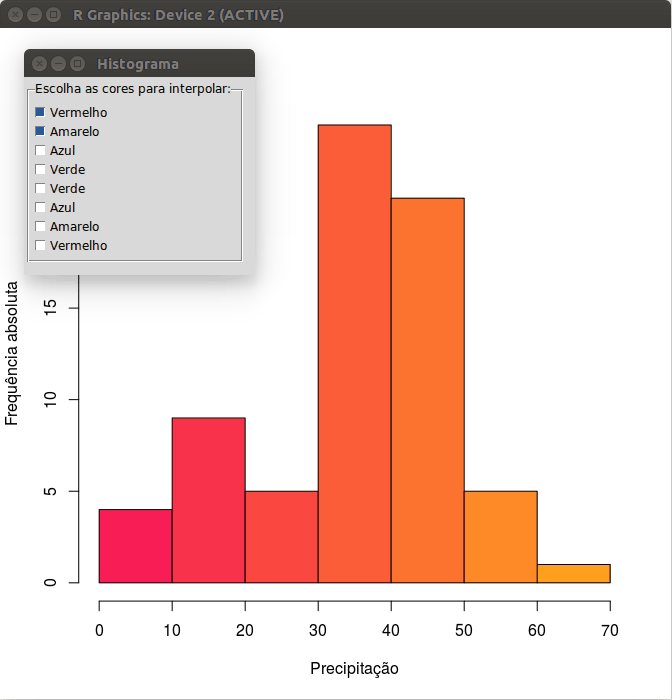 R Graphics: Device 2 (ACTIVE)
Histograma
Escolha as cores para interpolar:
Vermelho
Amarelo
Azul
Verde
Verde
Azul
Amarelo
Vermelho
Frequência absoluta
15
10
5
0
0 10 20 30 40 50 60 70
Precipitação